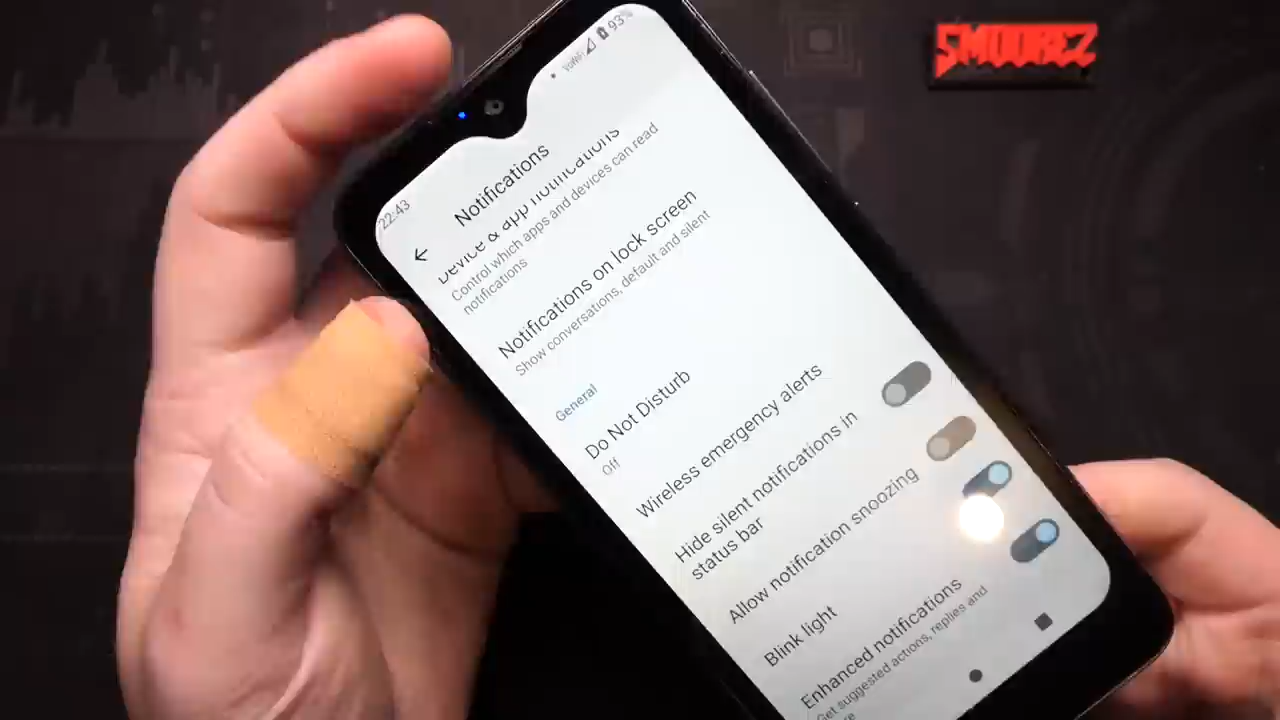 SMOOREZ
22:43
VoWiFi
93%
Notifications
Device & app notifications
Control which apps and devices can read
notifications
Notifications on lock screen
Show conversations, default and silent
General
Do Not Disturb
Off
Wireless emergency alerts
Hide silent notifications in
status bar
Allow notification snoozing
Blink light
Enhanced notifications
Get suggested actions, replies and